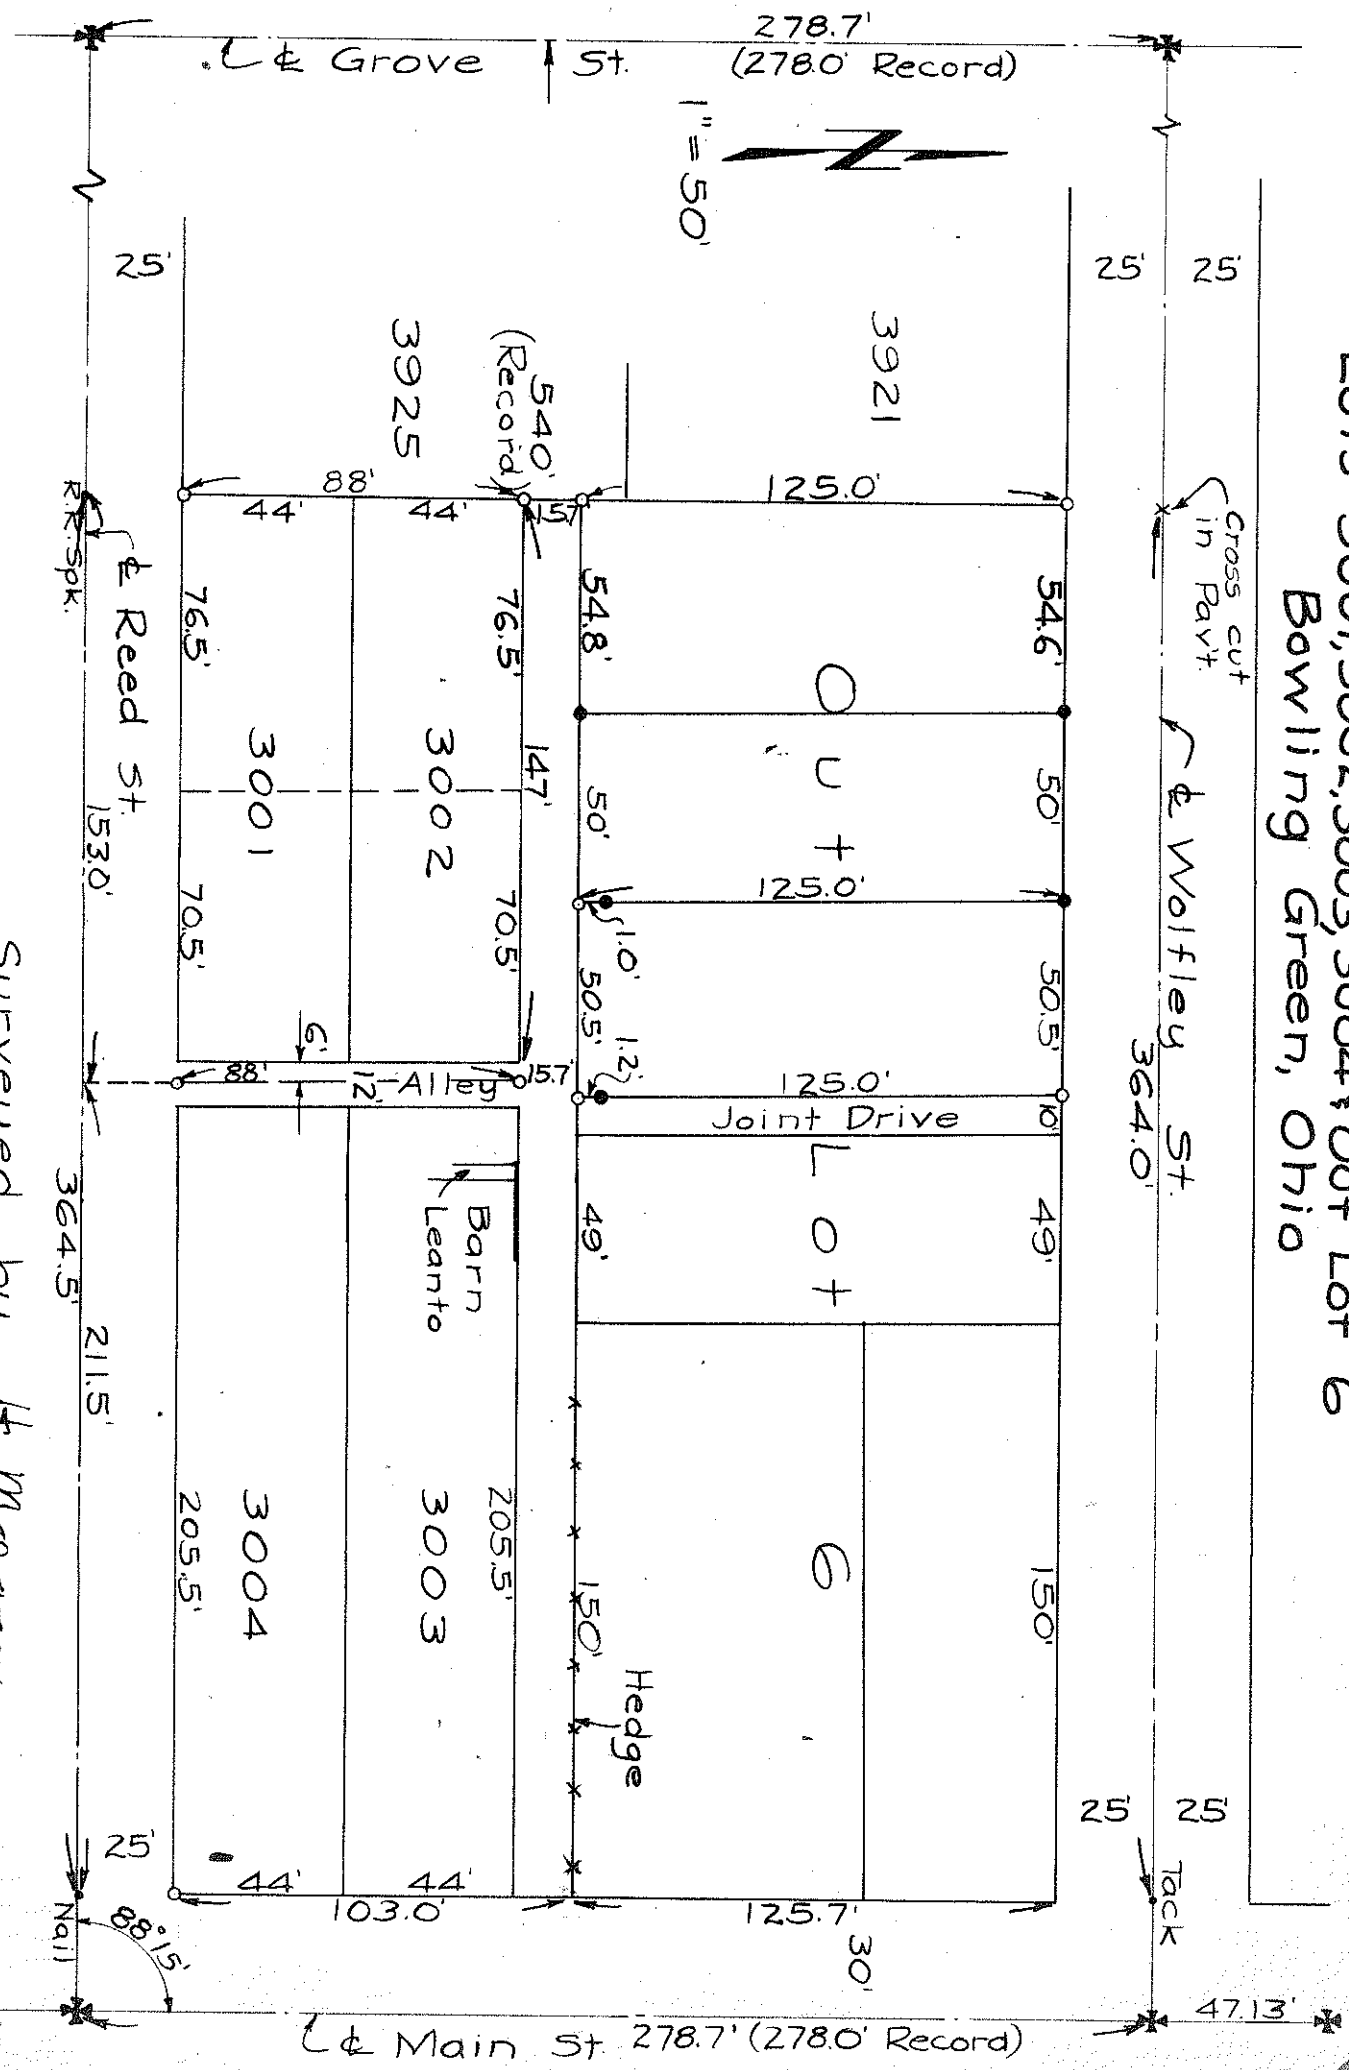 Bowling Green, Ohio
278.7'
℄ Grove St.
(278.0' Record)
1" = 50'
25'
25'
25'
3925
3921
540'
(Record)
Cross cut
in Pav't.
88'
44'
44'
15.7'
125.0'
R.R. Spk.
℄ Reed St.
76.5'
76.5'
54.8'
54.6'
℄ Wolfley St.
3001
3002
147'
50'
50'
Out
Lot
6
153.0'
70.5'
70.5'
125.0'
1.0'
50.5'
50.5'
1.2'
6'
88'
12' Alley
15.7'
125.0'
Joint Drive
10'
364.0'
Barn
Leanto
49'
49'
364.5'
211.5'
3004
3003
205.5'
205.5'
150'
150'
Hedge
25'
44'
44'
103.0'
125.7'
25'
25'
Tack
Nail
88°15'
30'
47.13'
℄ Main St. 278.7' (278.0' Record)
Surveyed by